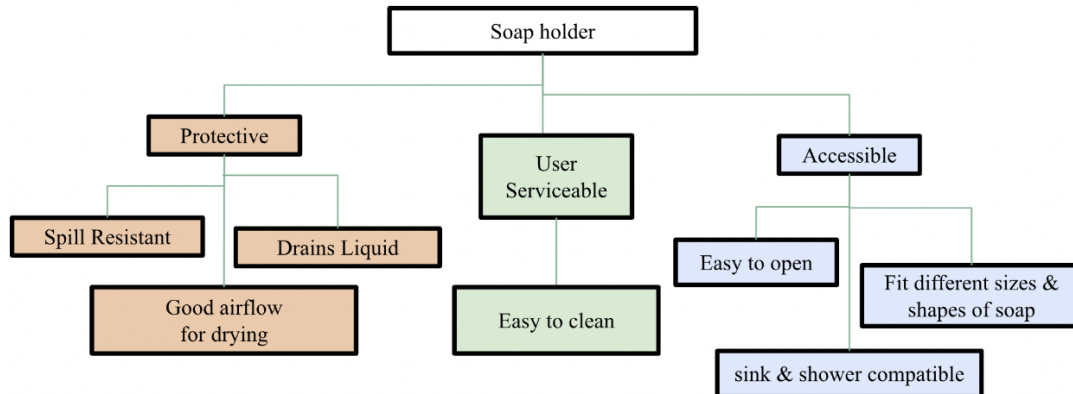 Soap holder
Protective
User
Serviceable
Accessible
Spill Resistant
Drains Liquid
Good airflow
for drying
Easy to clean
Easy to open
Fit different sizes &
shapes of soap
sink & shower compatible